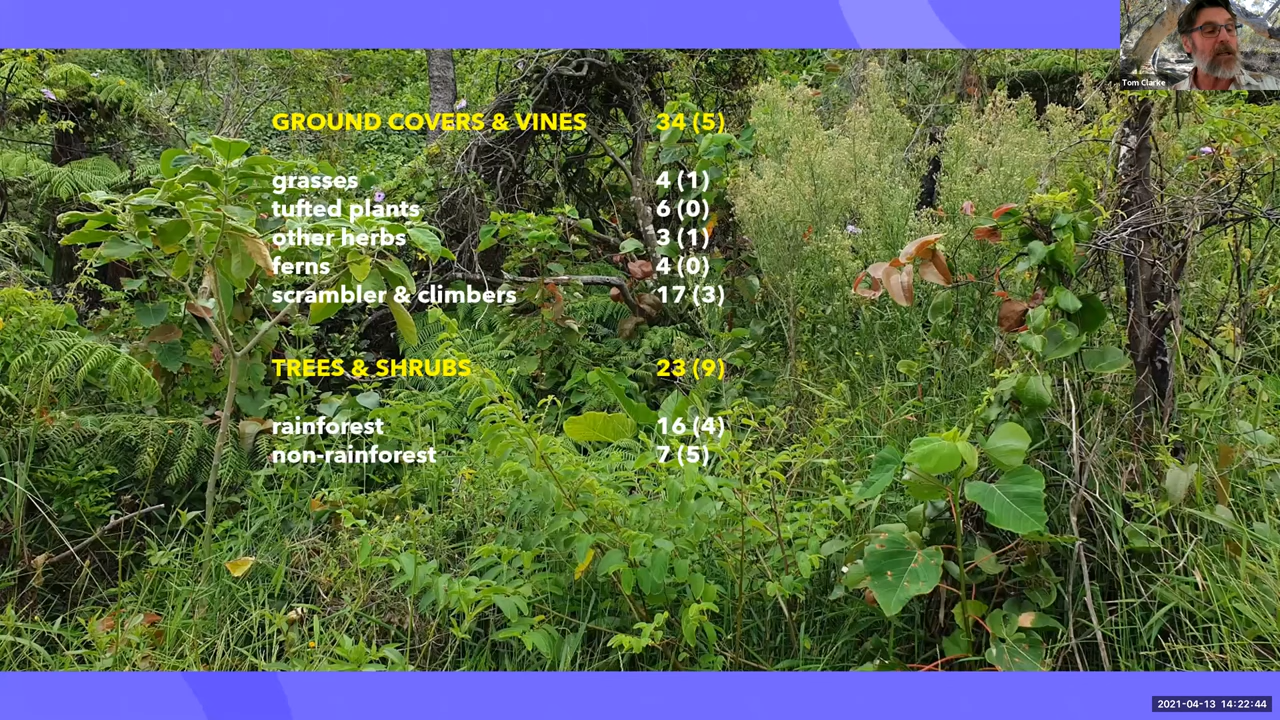 Tom Clarke
GROUND COVERS & VINES 34 (5)
grasses 4 (1)
tufted plants 6 (0)
other herbs 3 (1)
ferns 4 (0)
scrambler & climbers 17 (3)
TREES & SHRUBS 23 (9)
rainforest 16 (4)
non-rainforest 7 (5)
2021-04-13 14:22:44